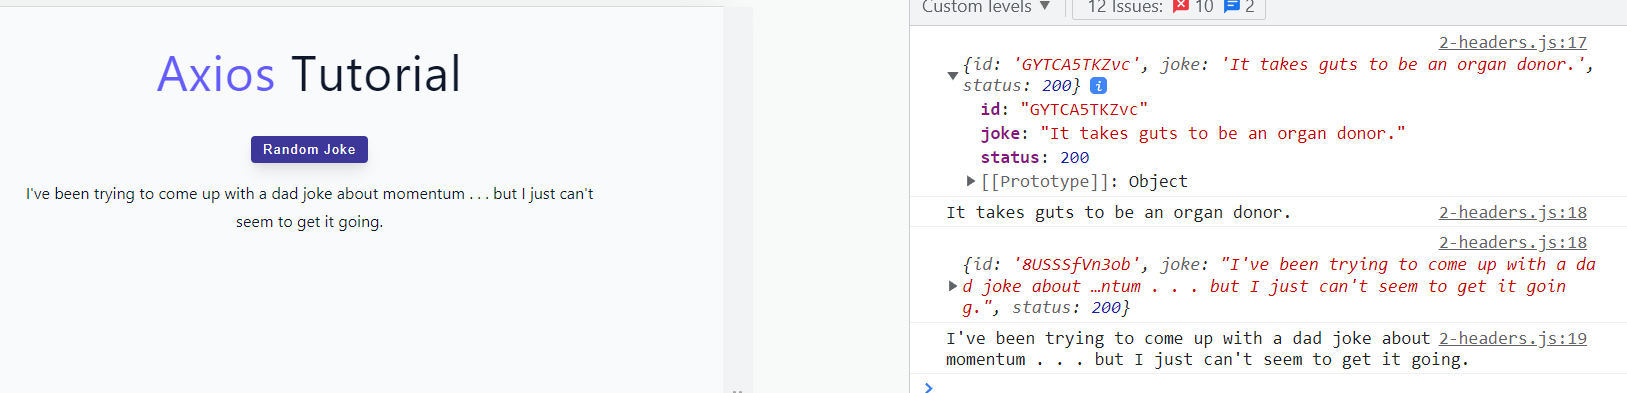 Axios Tutorial
Random Joke
I've been trying to come up with a dad joke about momentum . . . but I just can't
seem to get it going.
Custom levels ▼ 12 Issues: 10 2
2-headers.js:17
{id: 'GYTCA5TKZvc', joke: 'It takes guts to be an organ donor.',
status: 200} i
id: "GYTCA5TKZvc"
joke: "It takes guts to be an organ donor."
status: 200
[[Prototype]]: Object
It takes guts to be an organ donor. 2-headers.js:18
2-headers.js:18
{id: '8USSSfVn3ob', joke: "I've been trying to come up with a da
d joke about …ntum . . . but I just can't seem to get it goin
g.", status: 200}
I've been trying to come up with a dad joke about 2-headers.js:19
momentum . . . but I just can't seem to get it going.